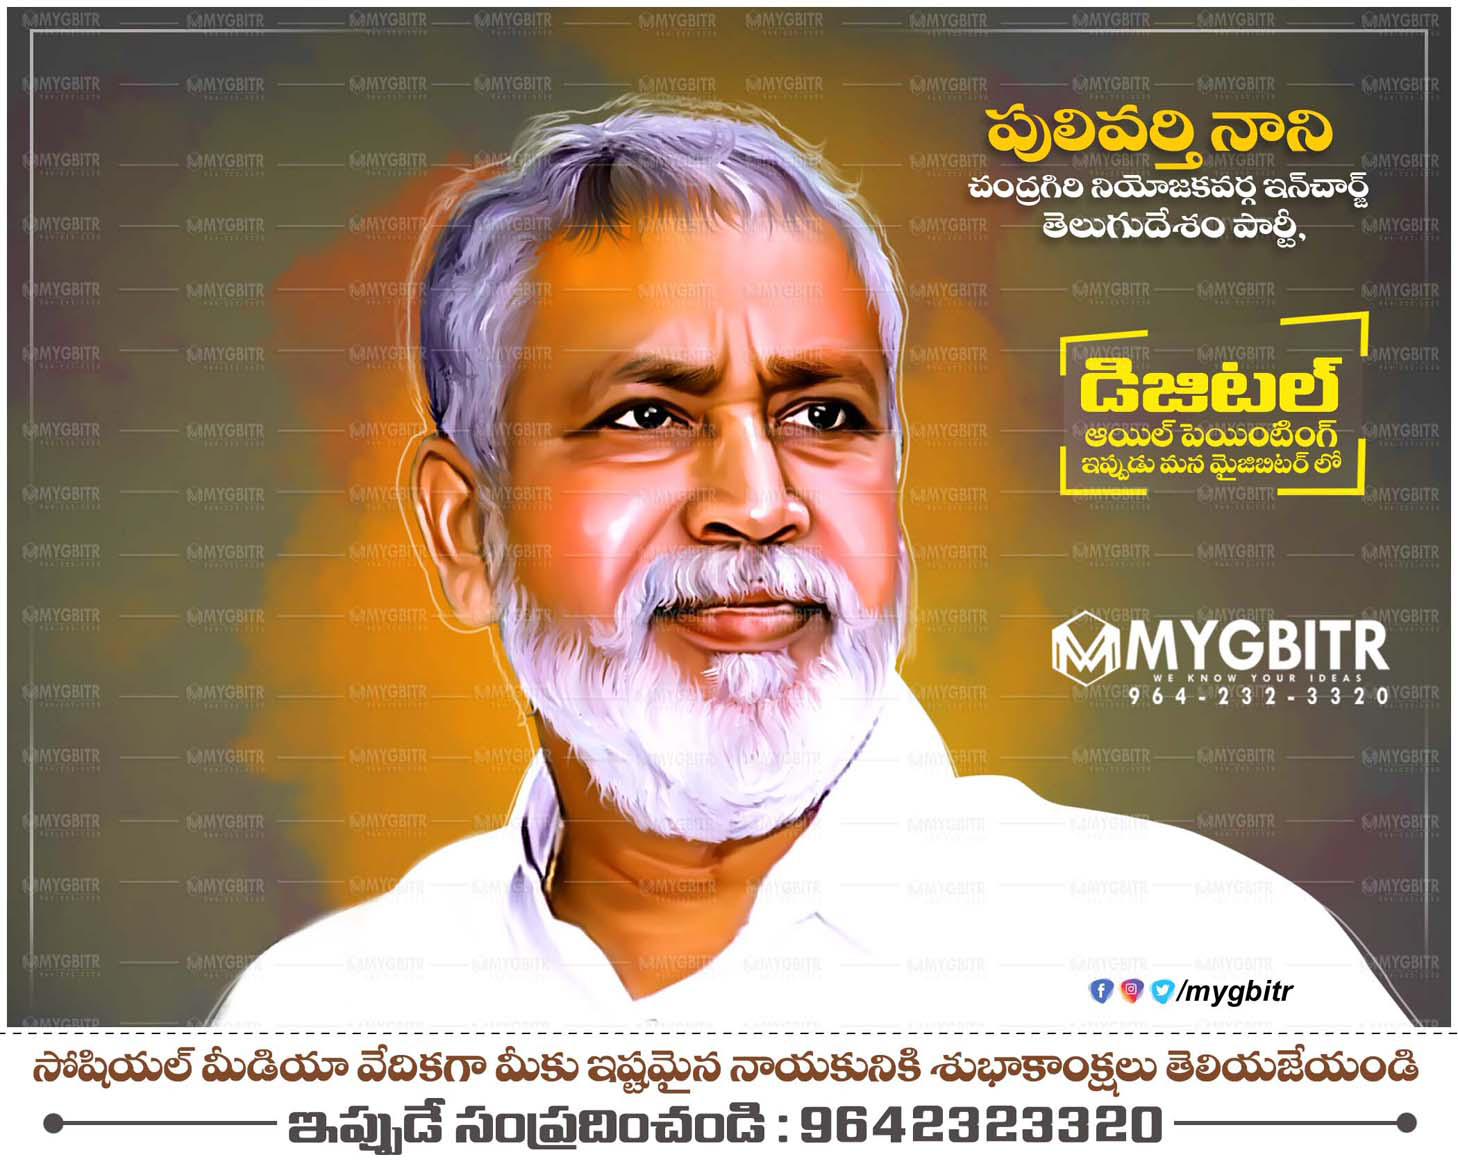 పులివర్తి నాని
చంద్రగిరి నియోజకవర్గ ఇన్‌చార్జ్
తెలుగుదేశం పార్టీ,
డిజిటల్
ఆయిల్ పెయింటింగ్
ఇప్పుడు మన మైజిబిటర్ లో
MYGBITR
WE KNOW YOUR IDEAS
964-232-3320
/mygbitr
సోషియల్ మీడియా వేదికగా మీకు ఇష్టమైన నాయకునికి శుభాకాంక్షలు తెలియజేయండి
ఇప్పుడే సంప్రదించండి : 9642323320